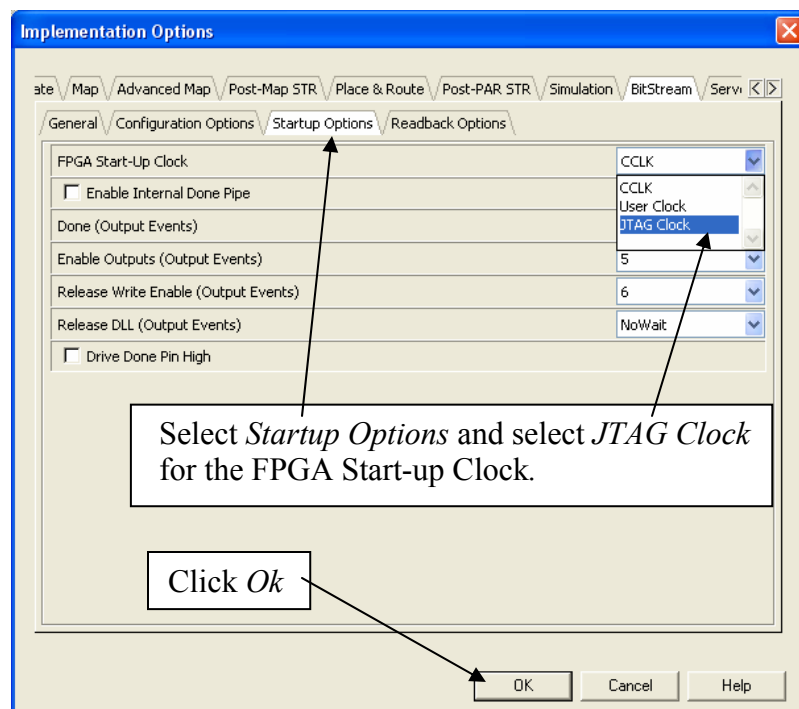 Implementation Options
ate Map Advanced Map Post-Map STR Place & Route Post-PAR STR Simulation BitStream Serv
General Configuration Options Startup Options Readback Options
FPGA Start-Up Clock CCLK
Enable Internal Done Pipe CCLK
User Clock
Done (Output Events) JTAG Clock
Enable Outputs (Output Events) 5
Release Write Enable (Output Events) 6
Release DLL (Output Events) NoWait
Drive Done Pin High
Select Startup Options and select JTAG Clock
for the FPGA Start-up Clock.
Click Ok
OK Cancel Help